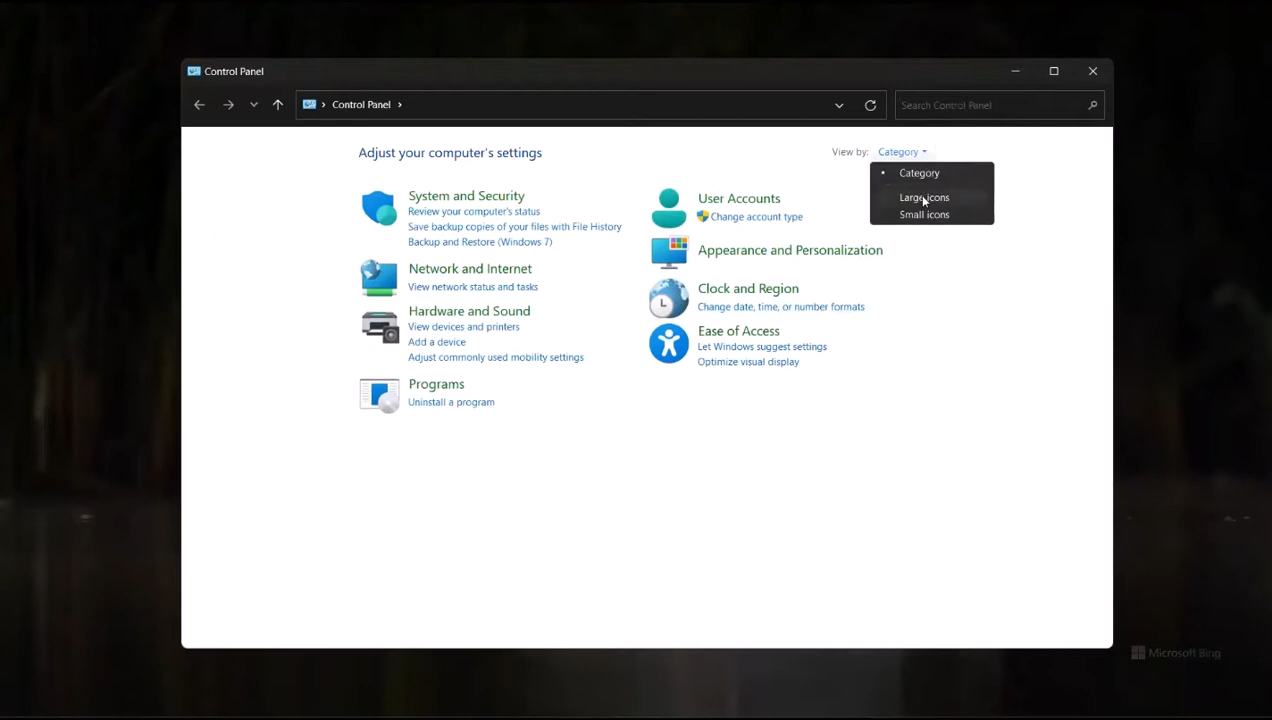 Control Panel
Control Panel
Search Control Panel
Adjust your computer's settings
View by: Category
Category
Large icons
Small icons
System and Security
Review your computer's status
Save backup copies of your files with File History
Backup and Restore (Windows 7)
Network and Internet
View network status and tasks
Hardware and Sound
View devices and printers
Add a device
Adjust commonly used mobility settings
Programs
Uninstall a program
User Accounts
Change account type
Appearance and Personalization
Clock and Region
Change date, time, or number formats
Ease of Access
Let Windows suggest settings
Optimize visual display
Microsoft Bing